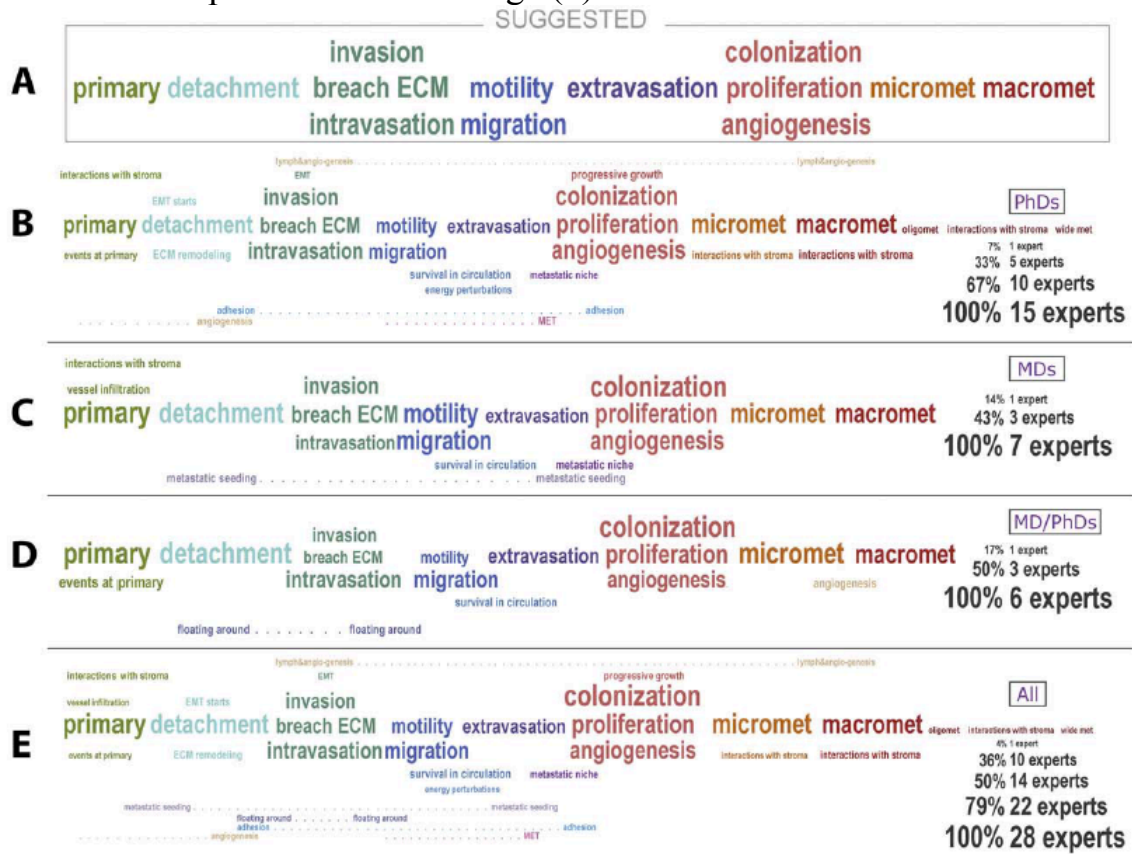 SUGGESTED
A
invasion colonization
primary detachment breach ECM motility extravasation proliferation micromet macromet
intravasation migration angiogenesis
B
lymph&angio-genesis lymph&angio-genesis
interactions with stroma EMT progressive growth
EMT starts invasion colonization PhDs
primary detachment breach ECM motility extravasation proliferation micromet macromet oligomet interactions with stroma wide met
events at primary ECM remodeling intravasation migration angiogenesis interactions with stroma interactions with stroma
7% 1 expert
33% 5 experts
67% 10 experts
100% 15 experts
survival in circulation metastatic niche
energy perturbations
adhesion adhesion
angiogenesis MET
C
interactions with stroma
MDs
vessel infiltration invasion colonization
primary detachment breach ECM motility extravasation proliferation micromet macromet
intravasation migration angiogenesis
14% 1 expert
43% 3 experts
100% 7 experts
survival in circulation metastatic niche
metastatic seeding metastatic seeding
D
MD/PhDs
invasion colonization
primary detachment breach ECM motility extravasation proliferation micromet macromet
events at primary intravasation migration angiogenesis angiogenesis
17% 1 expert
50% 3 experts
100% 6 experts
survival in circulation
floating around floating around
E
lymph&angio-genesis lymph&angio-genesis
interactions with stroma EMT progressive growth
All
vessel infiltration EMT starts invasion colonization
primary detachment breach ECM motility extravasation proliferation micromet macromet oligomet interactions with stroma wide met
events at primary ECM remodeling intravasation migration angiogenesis interactions with stroma interactions with stroma
4% 1 expert
36% 10 experts
50% 14 experts
79% 22 experts
100% 28 experts
survival in circulation metastatic niche
energy perturbations
metastatic seeding metastatic seeding
floating around floating around
adhesion adhesion
angiogenesis MET